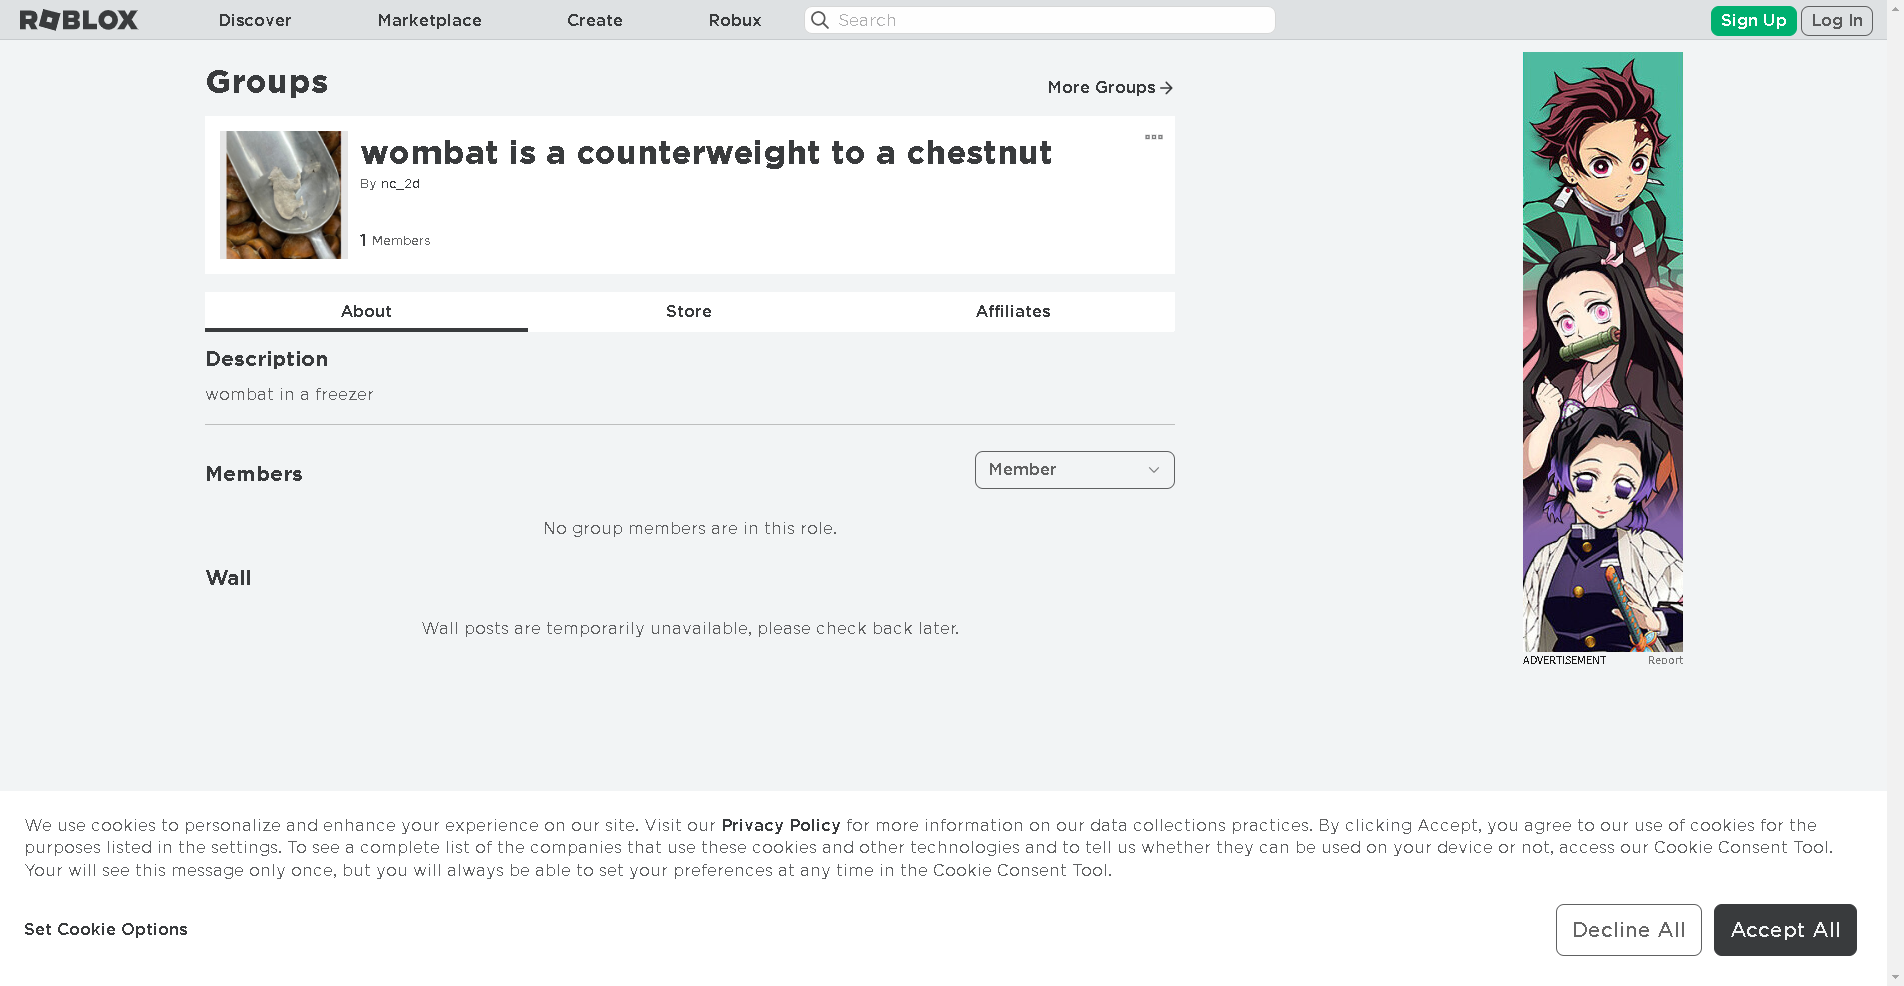 ROBLOX Discover Marketplace Create Robux Search Sign Up Log In
Groups
More Groups
wombat is a counterweight to a chestnut
By nc_2d
1 Members
About Store Affiliates
Description
wombat in a freezer
Members
Member
No group members are in this role.
Wall
Wall posts are temporarily unavailable, please check back later.
ADVERTISEMENT Report
We use cookies to personalize and enhance your experience on our site. Visit our Privacy Policy for more information on our data collections practices. By clicking Accept, you agree to our use of cookies for the
purposes listed in the settings. To see a complete list of the companies that use these cookies and other technologies and to tell us whether they can be used on your device or not, access our Cookie Consent Tool.
Your will see this message only once, but you will always be able to set your preferences at any time in the Cookie Consent Tool.
Set Cookie Options
Decline All
Accept All